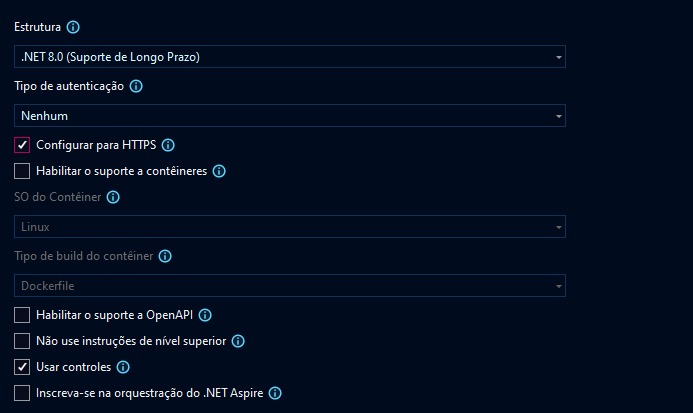 Estrutura
.NET 8.0 (Suporte de Longo Prazo)
Tipo de autenticação
Nenhum
Configurar para HTTPS
Habilitar o suporte a contêineres
SO do Contêiner
Linux
Tipo de build do contêiner
Dockerfile
Habilitar o suporte a OpenAPI
Não use instruções de nível superior
Usar controles
Inscreva-se na orquestração do .NET Aspire